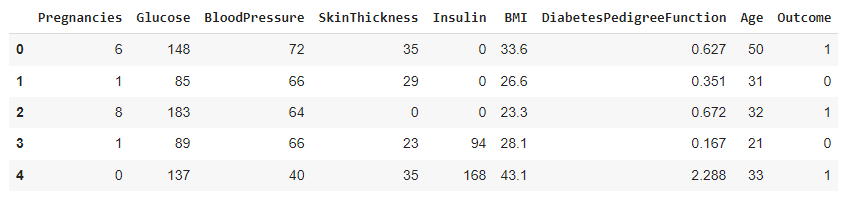 Pregnancies Glucose BloodPressure SkinThickness Insulin BMI DiabetesPedigreeFunction Age Outcome
0 6 148 72 35 0 33.6 0.627 50 1
1 1 85 66 29 0 26.6 0.351 31 0
2 8 183 64 0 0 23.3 0.672 32 1
3 1 89 66 23 94 28.1 0.167 21 0
4 0 137 40 35 168 43.1 2.288 33 1